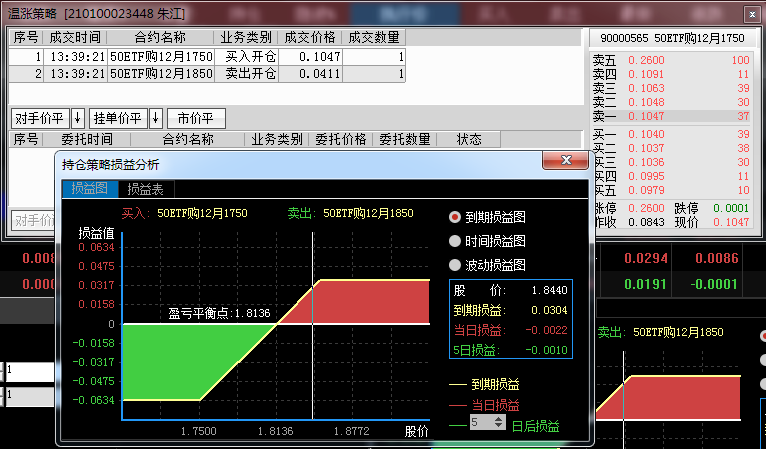 温涨策略 [210100023448 朱江]
序号 成交时间 合约名称 业务类别 成交价格 成交数量
1 13:39:21 50ETF购12月1750 买入开仓 0.1047 1
2 13:39:21 50ETF购12月1850 卖出开仓 0.0411 1
对手价平 ↓ 挂单价平 ↓ 市价平
序号 委托时间 合约名称 业务类别 委托价格 委托数量 状态
90000565 50ETF购12月1750
卖五 0.2600 100
卖四 0.1091 11
卖三 0.1063 39
卖二 0.1048 30
卖一 0.1047 37
买一 0.1040 39
买二 0.1037 38
买三 0.1036 30
买四 0.0995 11
买五 0.0979 10
涨停 0.2600 跌停 0.0001
昨收 0.0843 现价 0.1047
对手价
持仓策略损益分析
损益图 损益表
买入: 50ETF购12月1750 卖出: 50ETF购12月1850
损益值
0.0634
0.0475
0.0317
0.0158
0
-0.0158
-0.0317
-0.0475
-0.0634
盈亏平衡点:1.8136
1.7500 1.8136 1.8772 股价
到期损益图
时间损益图
波动损益图
股 价: 1.8440
到期损益: 0.0304
当日损益: -0.0022
5日损益: -0.0010
到期损益
当日损益
5 日后损益
0.0294 0.0086
0.0191 -0.0001
卖出: 50ETF购12月1850
1
1